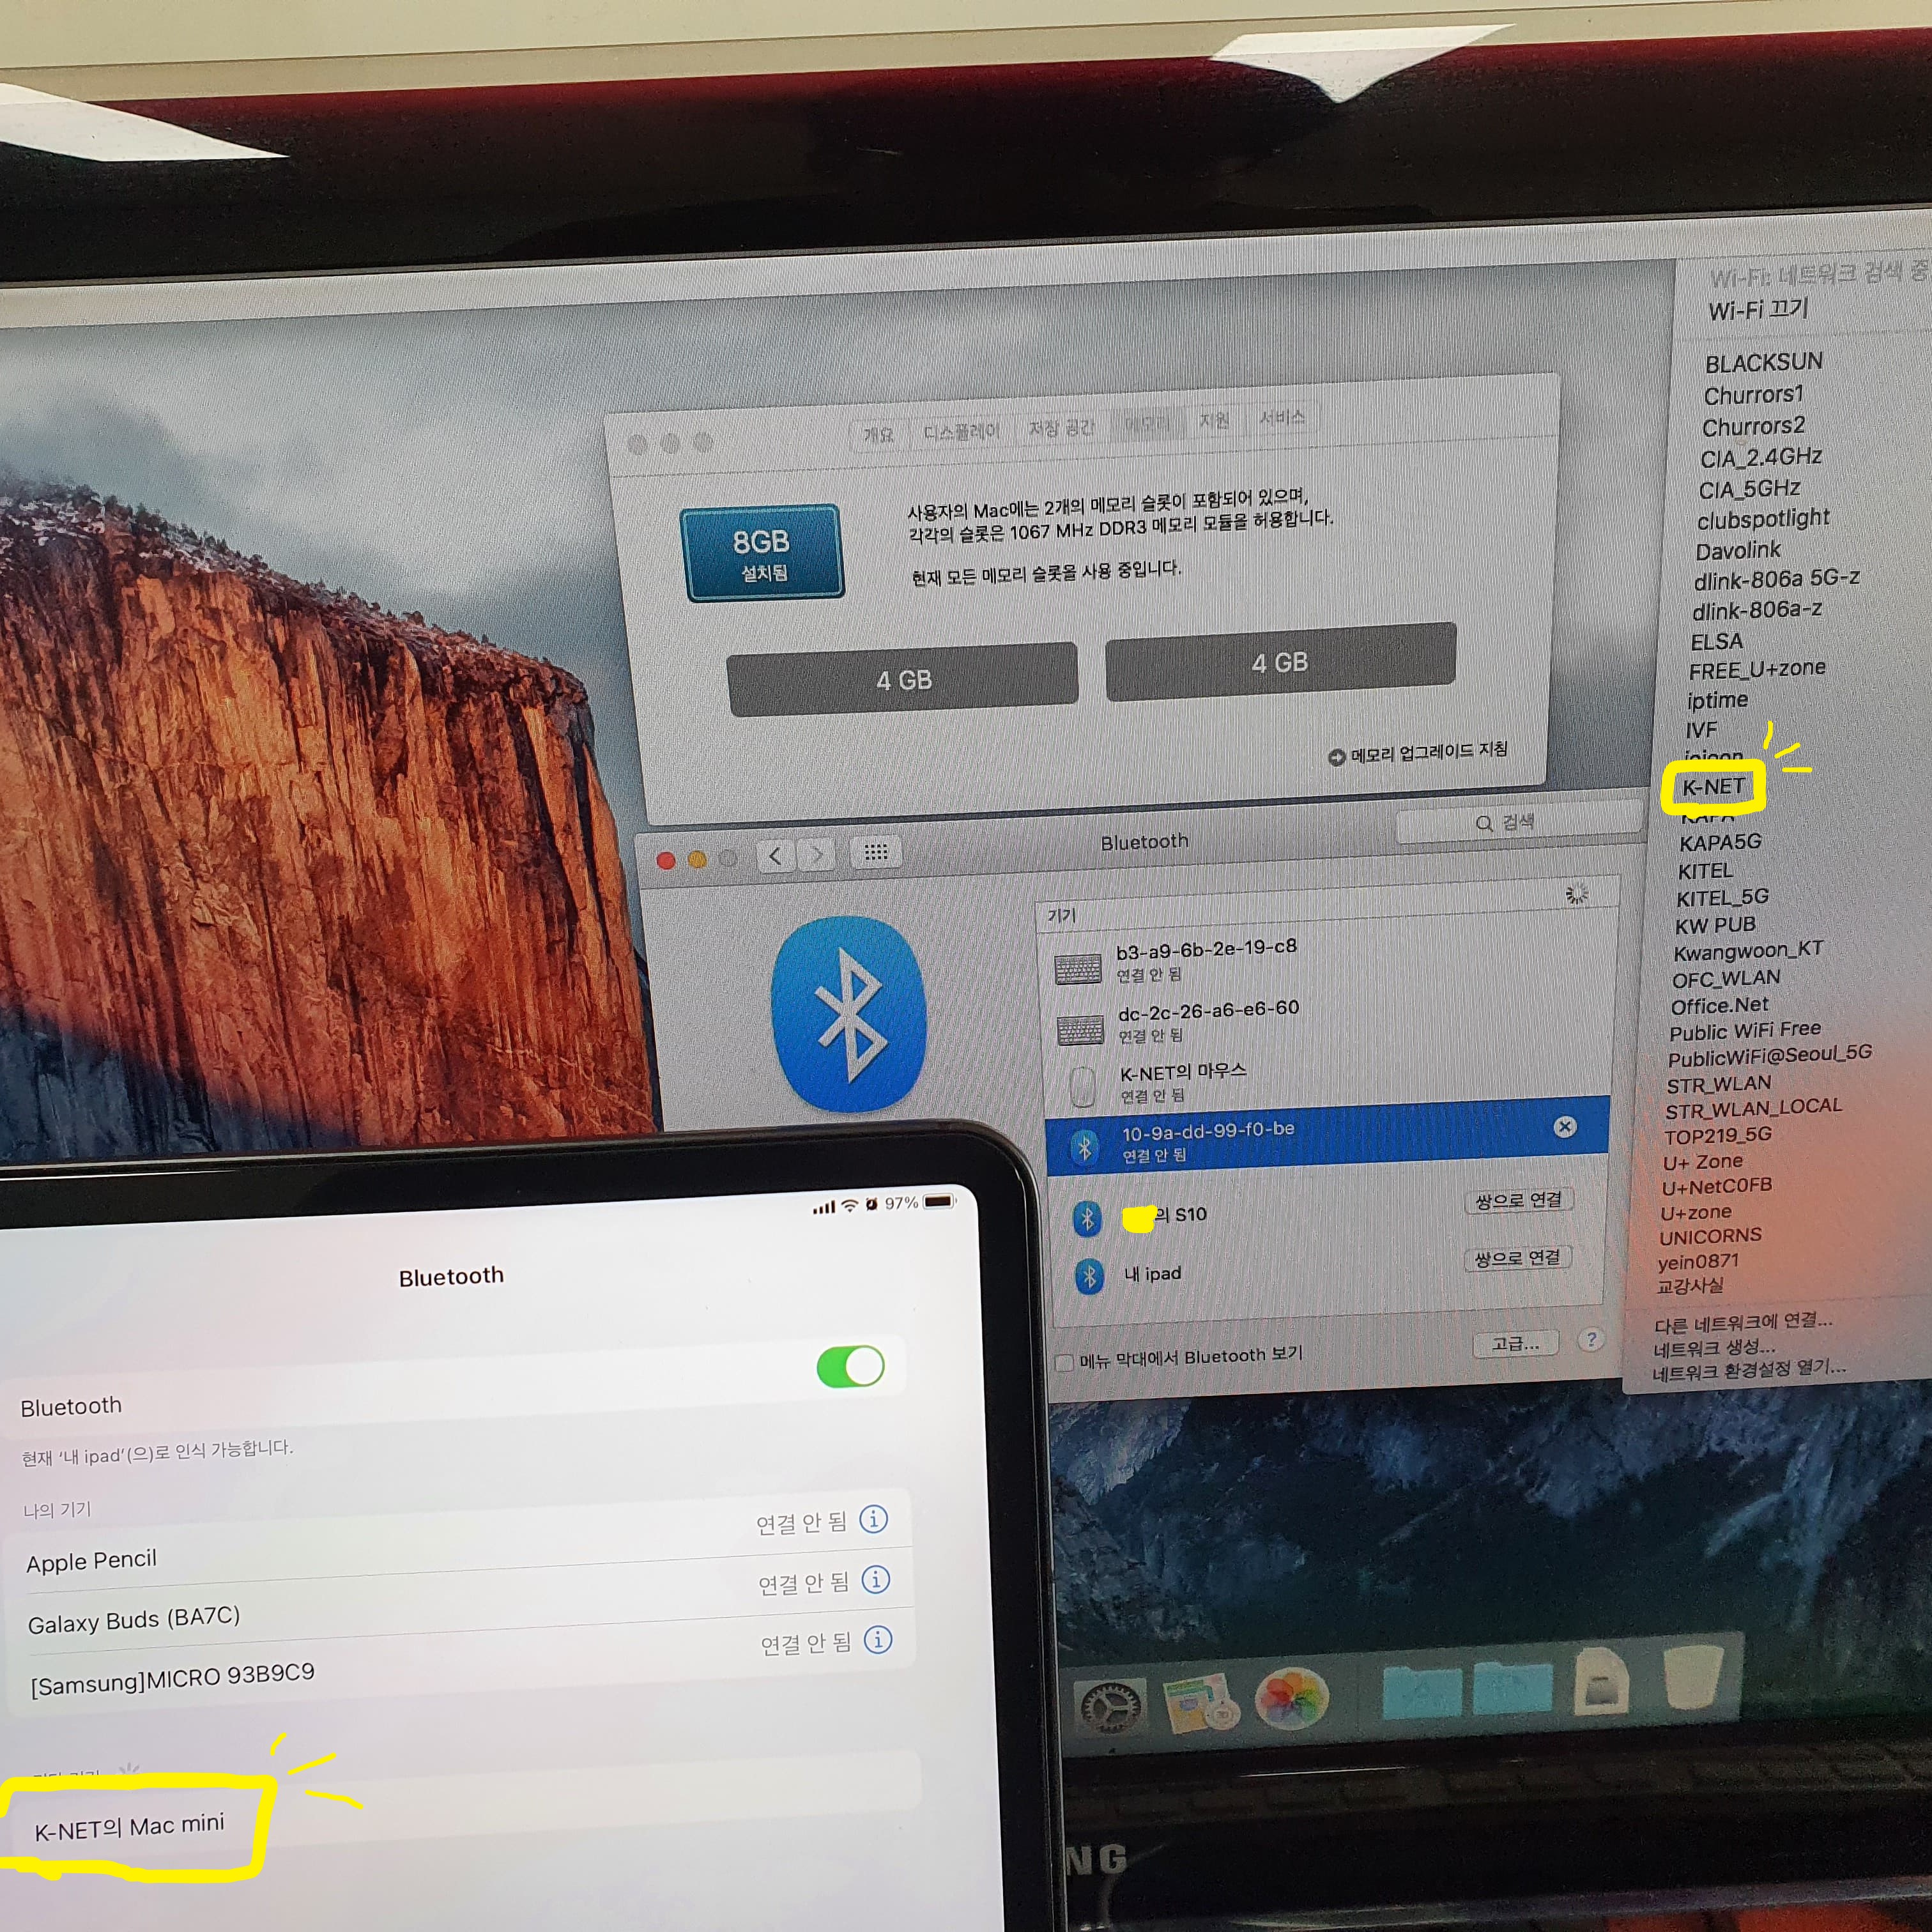 Wi-Fi: 네트워크 검색 중
Wi-Fi 끄기
BLACKSUN
Churrors1
Churrors2
CIA_2.4GHz
CIA_5GHz
clubspotlight
Davolink
dlink-806a 5G-z
dlink-806a-z
ELSA
FREE_U+zone
iptime
IVF
K-NET
KAPA
KAPA5G
KITEL
KITEL_5G
KW PUB
Kwangwoon_KT
OFC_WLAN
Office.Net
Public WiFi Free
PublicWiFi@Seoul_5G
STR_WLAN
STR_WLAN_LOCAL
TOP219_5G
U+ Zone
U+NetC0FB
U+zone
UNICORNS
yein0871
교강사실
다른 네트워크에 연결...
네트워크 생성...
네트워크 환경설정 열기...
개요 디스플레이 저장 공간 메모리 지원 서비스
8GB
설치됨
사용자의 Mac에는 2개의 메모리 슬롯이 포함되어 있으며,
각각의 슬롯은 1067 MHz DDR3 메모리 모듈을 허용합니다.
현재 모든 메모리 슬롯을 사용 중입니다.
4 GB 4 GB
메모리 업그레이드 지침
Bluetooth
검색
기기
b3-a9-6b-2e-19-c8
연결 안 됨
dc-2c-26-a6-e6-60
연결 안 됨
K-NET의 마우스
연결 안 됨
10-9a-dd-99-f0-be
연결 안 됨
의 S10 쌍으로 연결
내 ipad 쌍으로 연결
메뉴 막대에서 Bluetooth 보기 고급... ?
97%
Bluetooth
Bluetooth
현재 '내 ipad'(으)로 인식 가능합니다.
나의 기기
Apple Pencil 연결 안 됨
Galaxy Buds (BA7C) 연결 안 됨
[Samsung]MICRO 93B9C9 연결 안 됨
K-NET의 Mac mini
NG